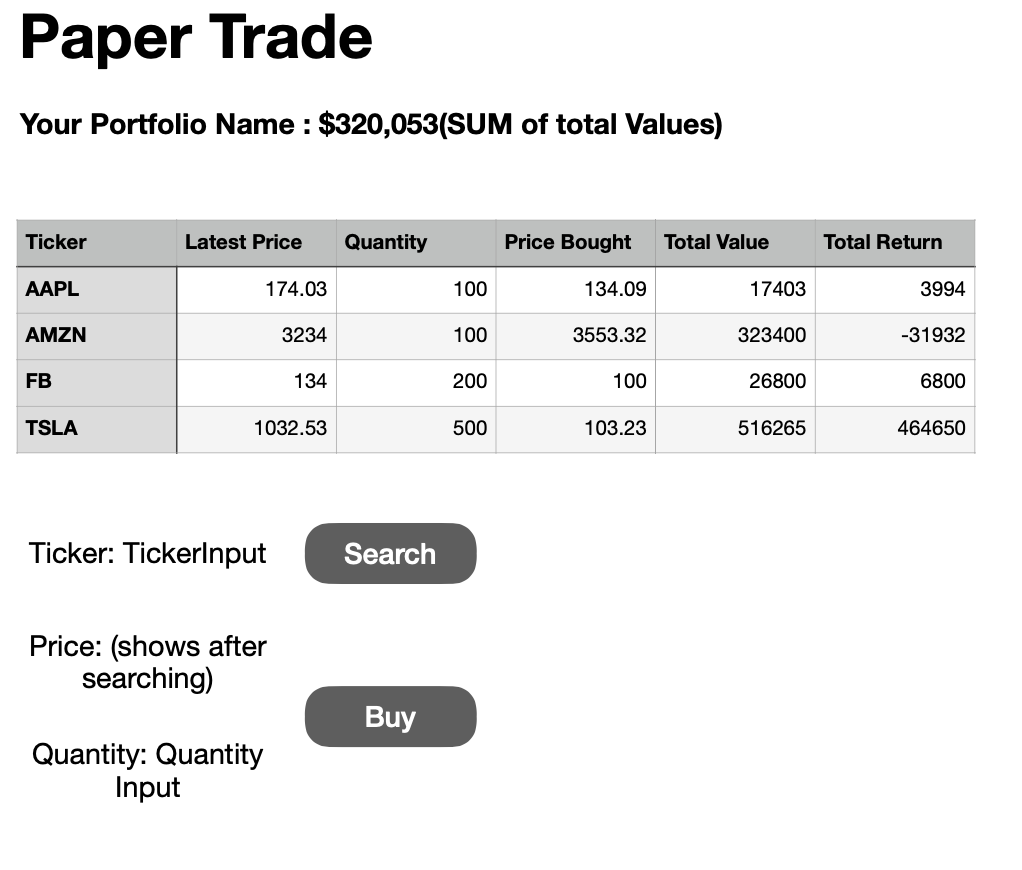 Paper Trade
Your Portfolio Name : $320,053(SUM of total Values)
Ticker Latest Price Quantity Price Bought Total Value Total Return
AAPL 174.03 100 134.09 17403 3994
AMZN 3234 100 3553.32 323400 -31932
FB 134 200 100 26800 6800
TSLA 1032.53 500 103.23 516265 464650
Ticker: TickerInput Search
Price: (shows after
searching)
Buy
Quantity: Quantity
Input